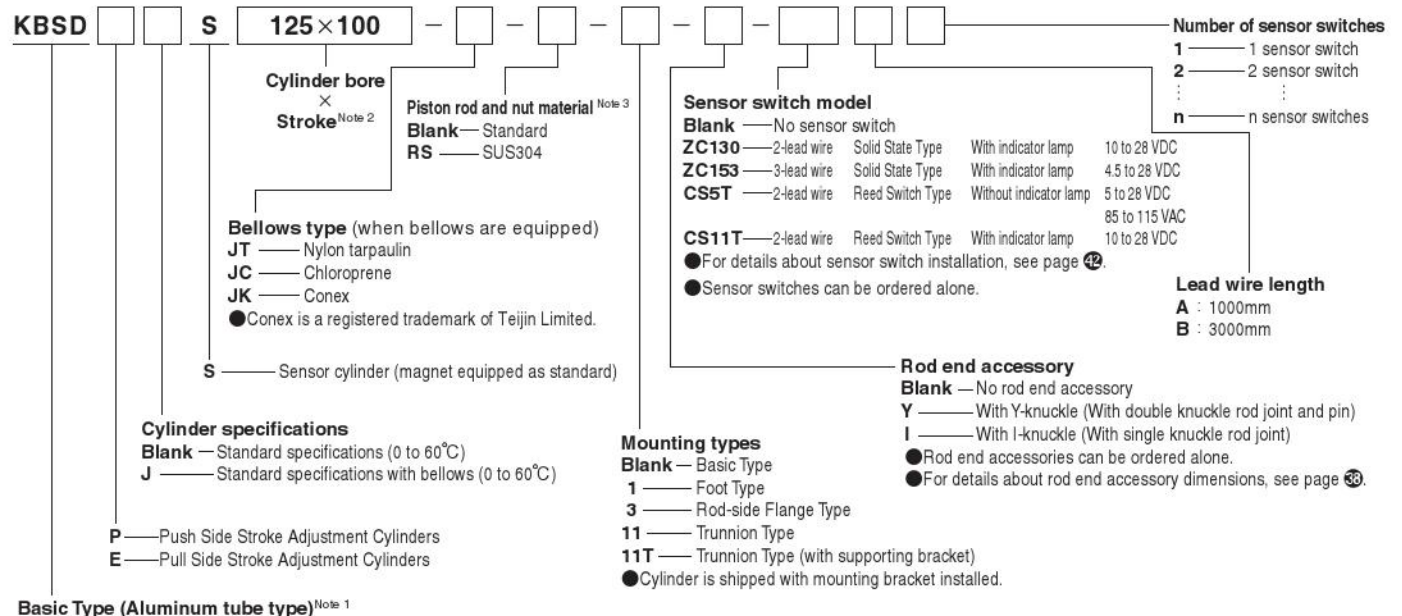 KBSD S 125×100 － － － － －
Number of sensor switches
1 1 sensor switch
2 2 sensor switch
⋮ ⋮
n n sensor switches
Cylinder bore
×
Stroke Note 2
Piston rod and nut material Note 3
Blank Standard
RS SUS304
Sensor switch model
Blank No sensor switch
ZC130 2-lead wire Solid State Type With indicator lamp 10 to 28 VDC
ZC153 3-lead wire Solid State Type With indicator lamp 4.5 to 28 VDC
CS5T 2-lead wire Reed Switch Type Without indicator lamp 5 to 28 VDC
85 to 115 VAC
CS11T 2-lead wire Reed Switch Type With indicator lamp 10 to 28 VDC
●For details about sensor switch installation, see page 42.
●Sensor switches can be ordered alone.
Bellows type (when bellows are equipped)
JT Nylon tarpaulin
JC Chloroprene
JK Conex
●Conex is a registered trademark of Teijin Limited.
Lead wire length
A : 1000mm
B : 3000mm
S Sensor cylinder (magnet equipped as standard)
Rod end accessory
Blank No rod end accessory
Y With Y-knuckle (With double knuckle rod joint and pin)
I With I-knuckle (With single knuckle rod joint)
●Rod end accessories can be ordered alone.
●For details about rod end accessory dimensions, see page 38.
Cylinder specifications
Blank Standard specifications (0 to 60℃)
J Standard specifications with bellows (0 to 60℃)
Mounting types
Blank Basic Type
1 Foot Type
3 Rod-side Flange Type
11 Trunnion Type
11T Trunnion Type (with supporting bracket)
●Cylinder is shipped with mounting bracket installed.
P Push Side Stroke Adjustment Cylinders
E Pull Side Stroke Adjustment Cylinders
Basic Type (Aluminum tube type) Note 1